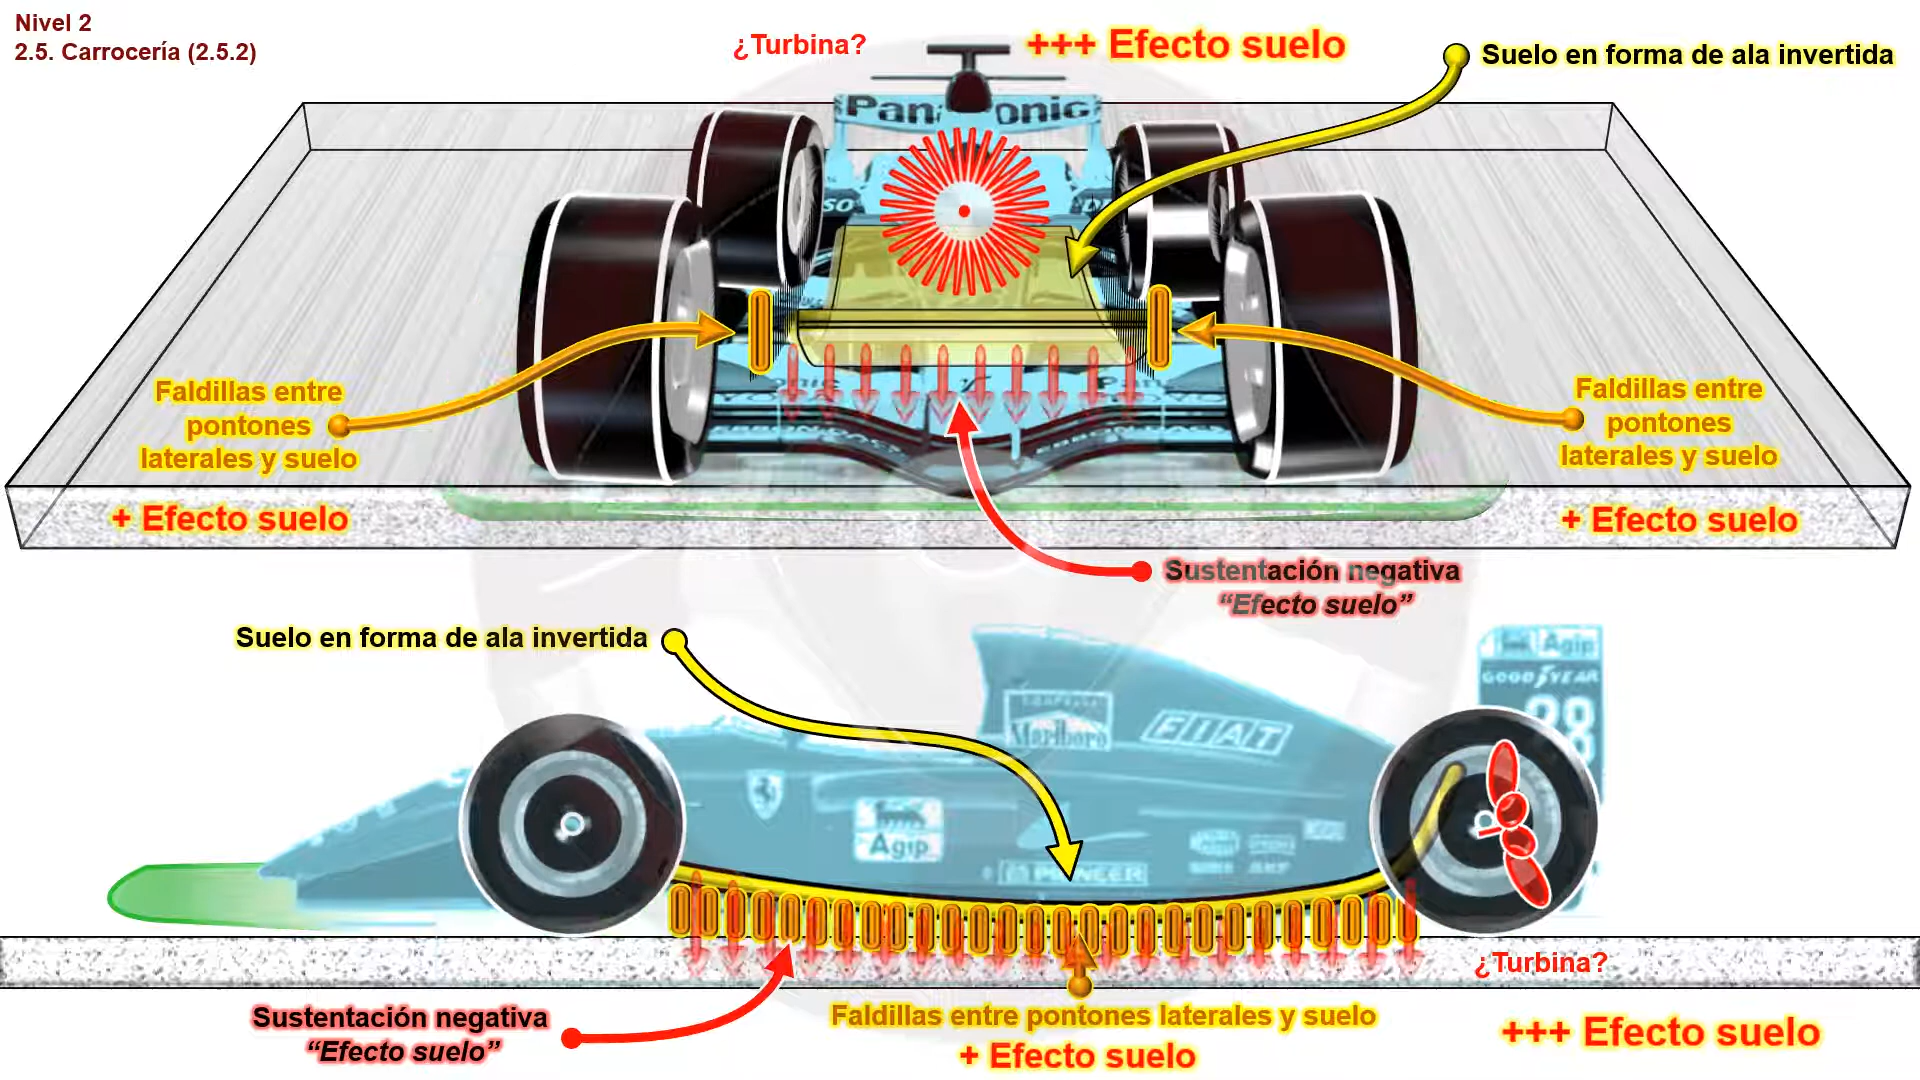 Nivel 2
2.5. Carrocería (2.5.2)
¿Turbina?
+++ Efecto suelo
Suelo en forma de ala invertida
Faldillas entre
pontones
laterales y suelo
+ Efecto suelo
Faldillas entre
pontones
laterales y suelo
+ Efecto suelo
Sustentación negativa
“Efecto suelo”
Suelo en forma de ala invertida
Agip
GOOD YEAR
Marlboro
FIAT
Agip
PIONEER
¿Turbina?
Sustentación negativa
“Efecto suelo”
Faldillas entre pontones laterales y suelo
+ Efecto suelo
+++ Efecto suelo